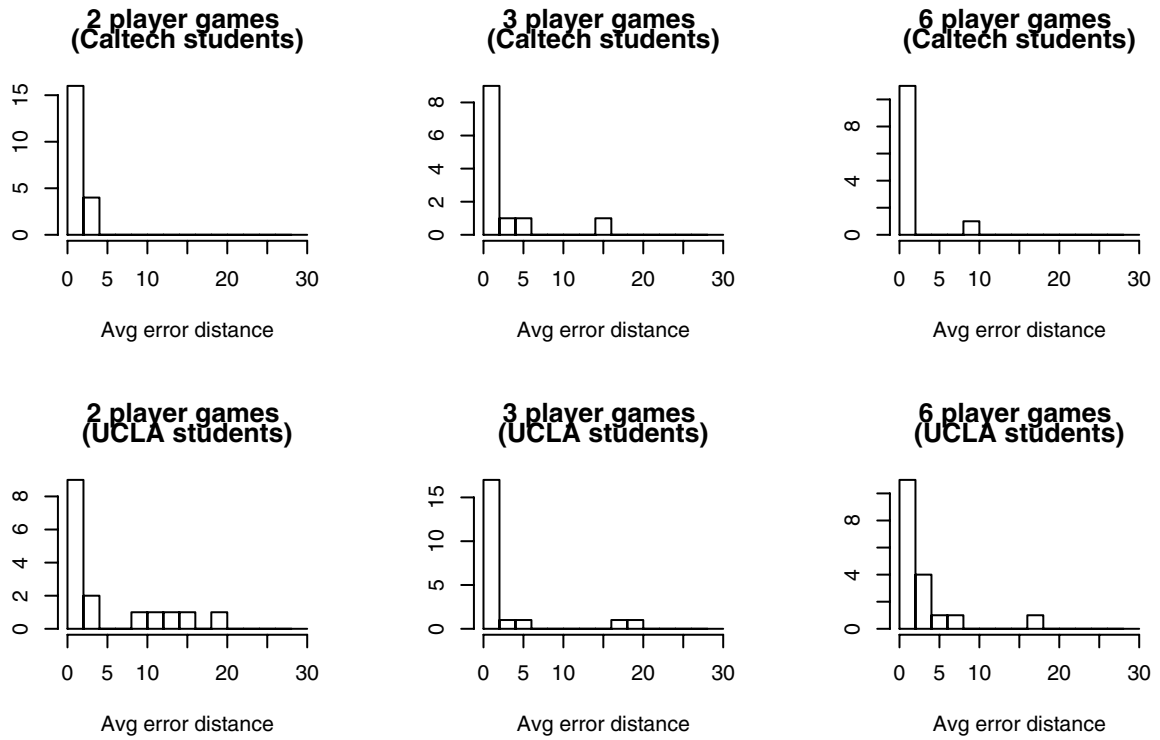 2 player games
(Caltech students)
15
10
5
0
0 5 10 20 30
Avg error distance
3 player games
(Caltech students)
8
6
4
2
0
0 5 10 20 30
Avg error distance
6 player games
(Caltech students)
8
4
0
0 5 10 20 30
Avg error distance
2 player games
(UCLA students)
8
6
4
2
0
0 5 10 20 30
Avg error distance
3 player games
(UCLA students)
15
10
5
0
0 5 10 20 30
Avg error distance
6 player games
(UCLA students)
8
4
0
0 5 10 20 30
Avg error distance